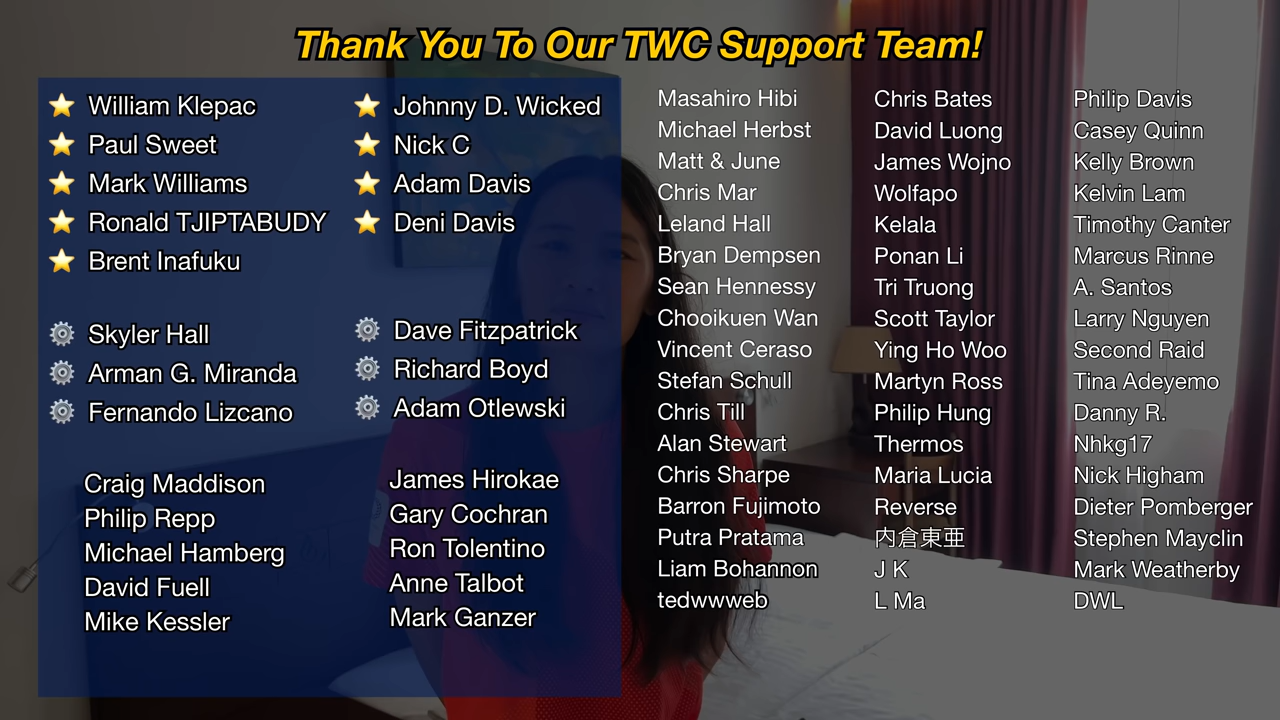 Thank You To Our TWC Support Team!
William Klepac
Paul Sweet
Mark Williams
Ronald TJIPTABUDY
Brent Inafuku
Johnny D. Wicked
Nick C
Adam Davis
Deni Davis
Skyler Hall
Arman G. Miranda
Fernando Lizcano
Dave Fitzpatrick
Richard Boyd
Adam Otlewski
Craig Maddison
Philip Repp
Michael Hamberg
David Fuell
Mike Kessler
James Hirokae
Gary Cochran
Ron Tolentino
Anne Talbot
Mark Ganzer
Masahiro Hibi
Michael Herbst
Matt & June
Chris Mar
Leland Hall
Bryan Dempsen
Sean Hennessy
Chooikuen Wan
Vincent Ceraso
Stefan Schull
Chris Till
Alan Stewart
Chris Sharpe
Barron Fujimoto
Putra Pratama
Liam Bohannon
tedwwweb
Chris Bates
David Luong
James Wojno
Wolfapo
Kelala
Ponan Li
Tri Truong
Scott Taylor
Ying Ho Woo
Martyn Ross
Philip Hung
Thermos
Maria Lucia
Reverse
内倉東亜
J K
L Ma
Philip Davis
Casey Quinn
Kelly Brown
Kelvin Lam
Timothy Canter
Marcus Rinne
A. Santos
Larry Nguyen
Second Raid
Tina Adeyemo
Danny R.
Nhkg17
Nick Higham
Dieter Pomberger
Stephen Mayclin
Mark Weatherby
DWL